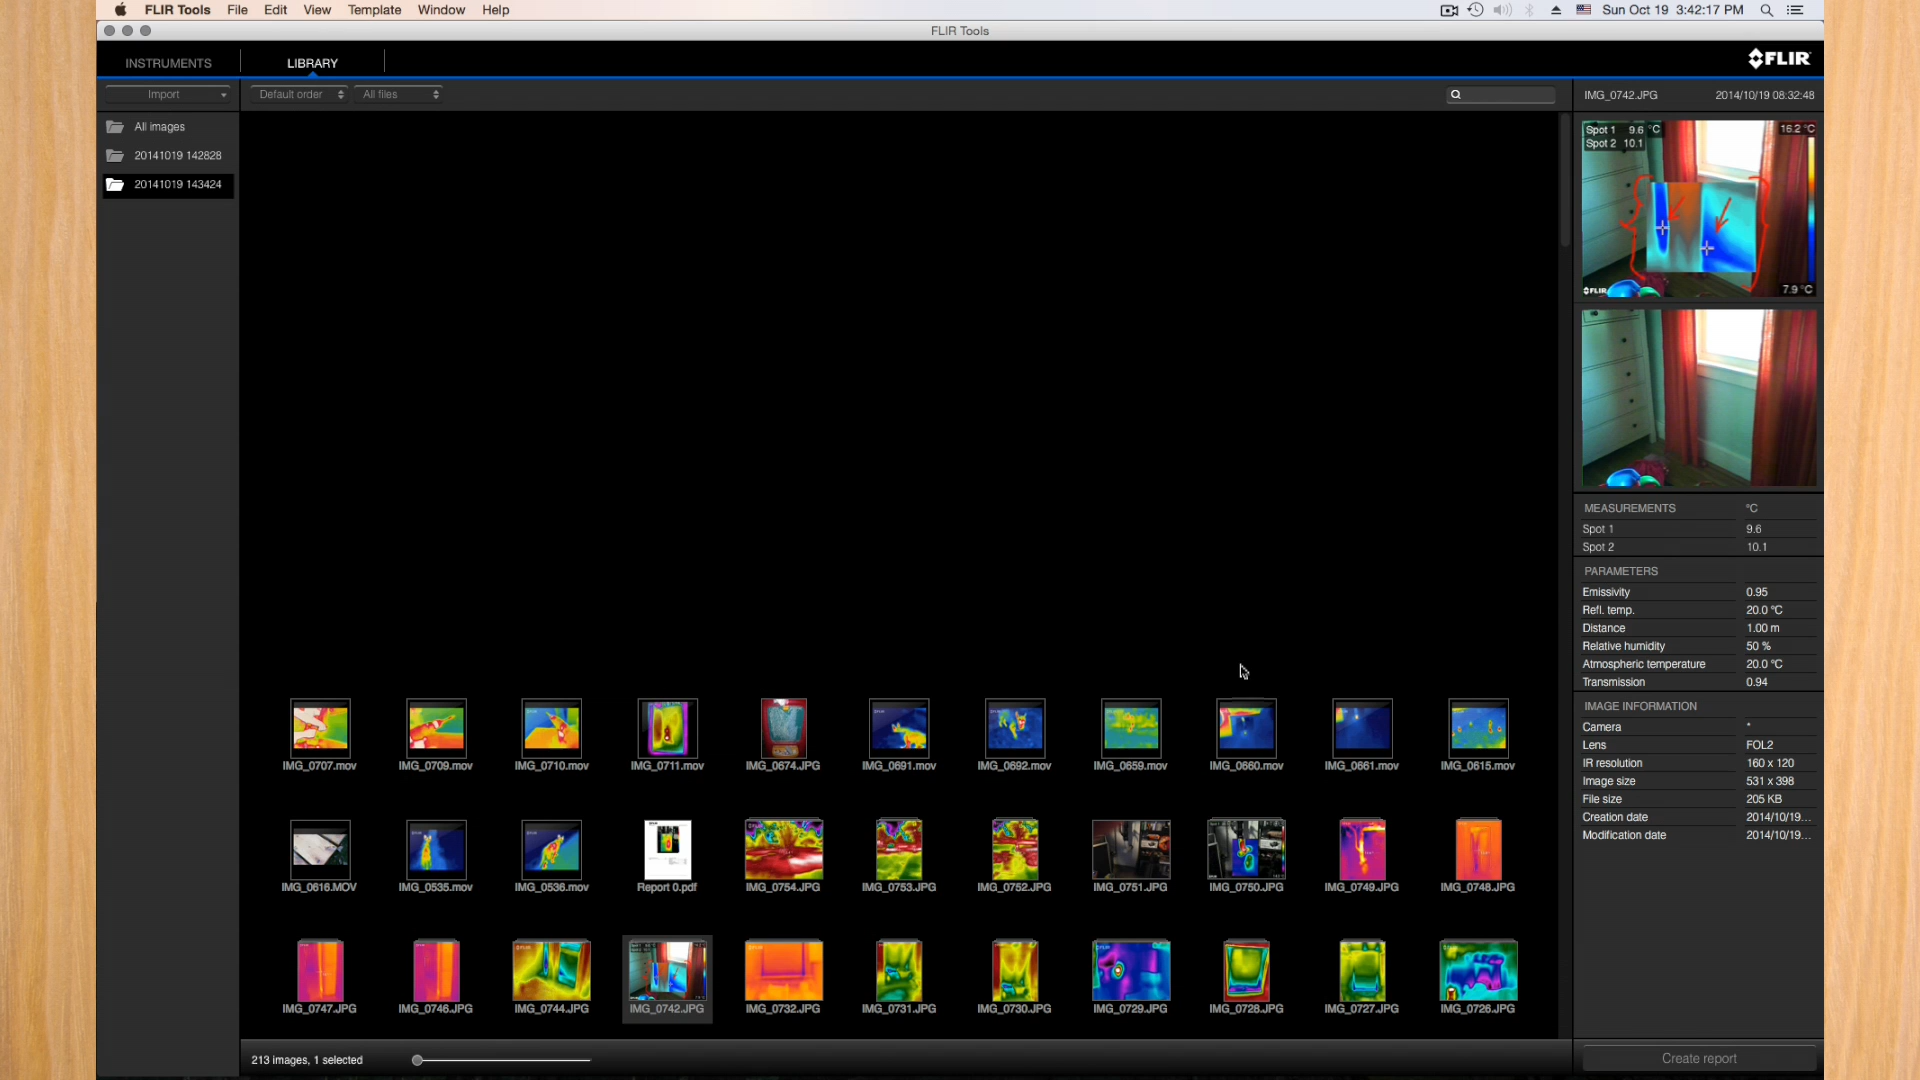 FLIR Tools File Edit View Template Window Help
Sun Oct 19 3:42:17 PM
FLIR Tools
INSTRUMENTS LIBRARY
FLIR
Import
Default order All files
All images
20141019 142828
20141019 143424
IMG_0742.JPG 2014/10/19 08:32:48
Spot 1 9.6 °C 16.2 °C
Spot 2 10.1
FLIR 7.9 °C
MEASUREMENTS °C
Spot 1 9.6
Spot 2 10.1
PARAMETERS
Emissivity 0.95
Refl. temp. 20.0 °C
Distance 1.00 m
Relative humidity 50 %
Atmospheric temperature 20.0 °C
Transmission 0.94
IMAGE INFORMATION
Camera *
Lens FOL2
IR resolution 160 x 120
Image size 531 x 398
File size 205 KB
Creation date 2014/10/19...
Modification date 2014/10/19...
IMG_0707.mov IMG_0709.mov IMG_0710.mov IMG_0711.mov IMG_0674.JPG IMG_0691.mov IMG_0692.mov IMG_0659.mov IMG_0660.mov IMG_0661.mov IMG_0615.mov
IMG_0616.MOV IMG_0535.mov IMG_0536.mov Report 0.pdf IMG_0754.JPG IMG_0753.JPG IMG_0752.JPG IMG_0751.JPG IMG_0750.JPG IMG_0749.JPG IMG_0748.JPG
IMG_0747.JPG IMG_0746.JPG IMG_0744.JPG IMG_0742.JPG IMG_0732.JPG IMG_0731.JPG IMG_0730.JPG IMG_0729.JPG IMG_0728.JPG IMG_0727.JPG IMG_0726.JPG
213 images, 1 selected
Create report